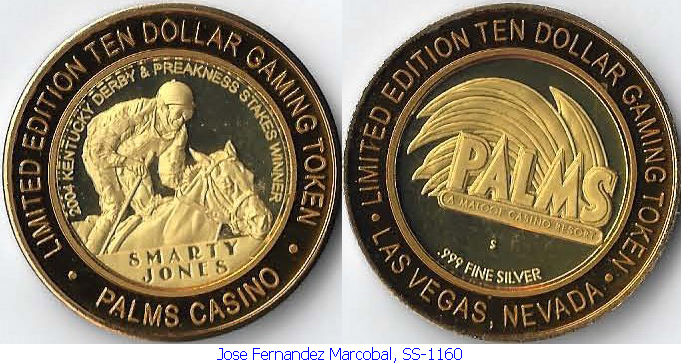 LIMITED EDITION TEN DOLLAR GAMING TOKEN
• PALMS CASINO •
2004 KENTUCKY DERBY & PREAKNESS STAKES WINNER
SMARTY
JONES
LIMITED EDITION TEN DOLLAR GAMING TOKEN
• LAS VEGAS, NEVADA •
PALMS
A MALOOF CASINO RESORT
S
.999 FINE SILVER
Jose Fernandez Marcobal, SS-1160